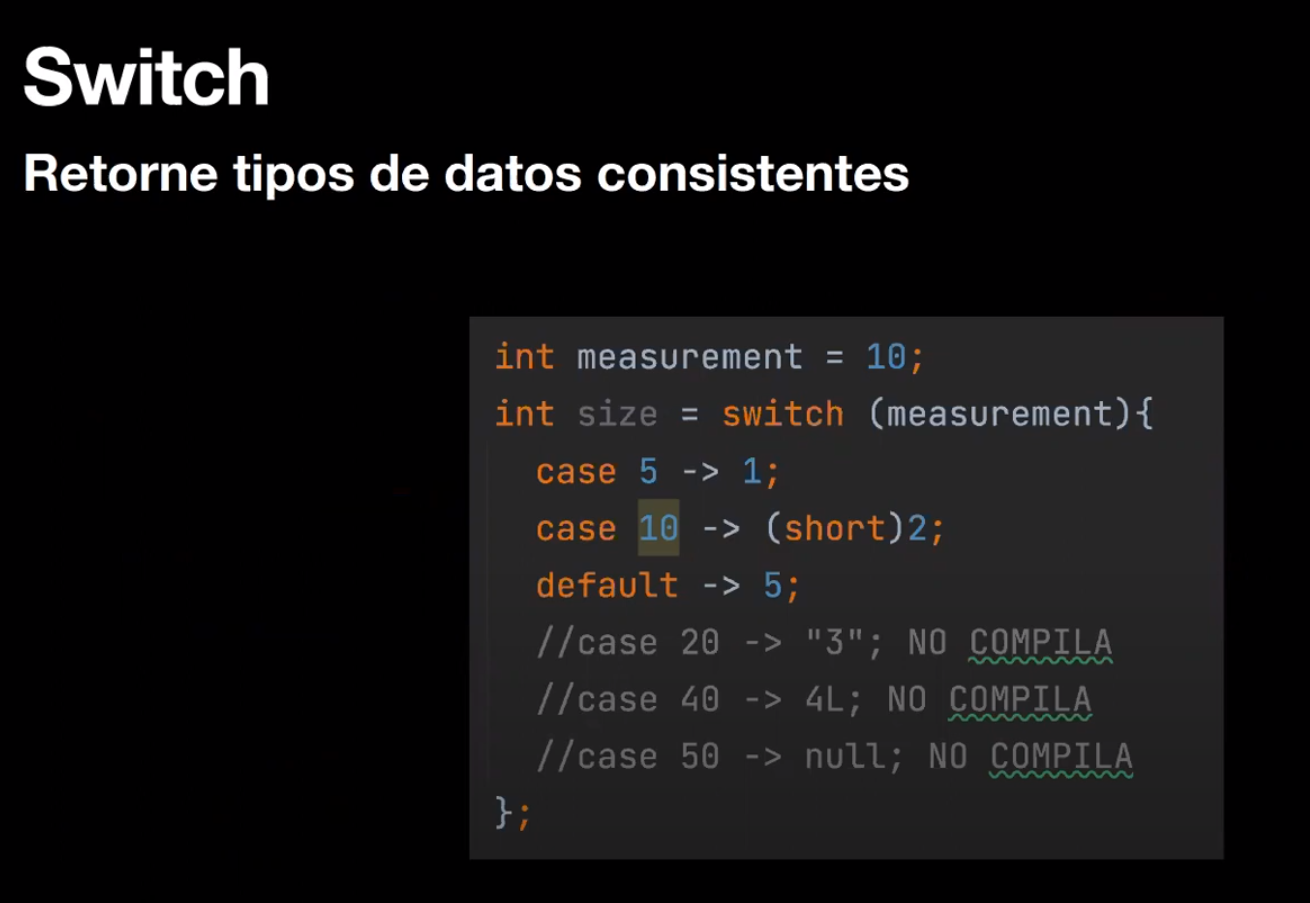 Switch
Retorne tipos de datos consistentes
int measurement = 10;
int size = switch (measurement){
case 5 -> 1;
case 10 -> (short)2;
default -> 5;
//case 20 -> "3"; NO COMPILA
//case 40 -> 4L; NO COMPILA
//case 50 -> null; NO COMPILA
};